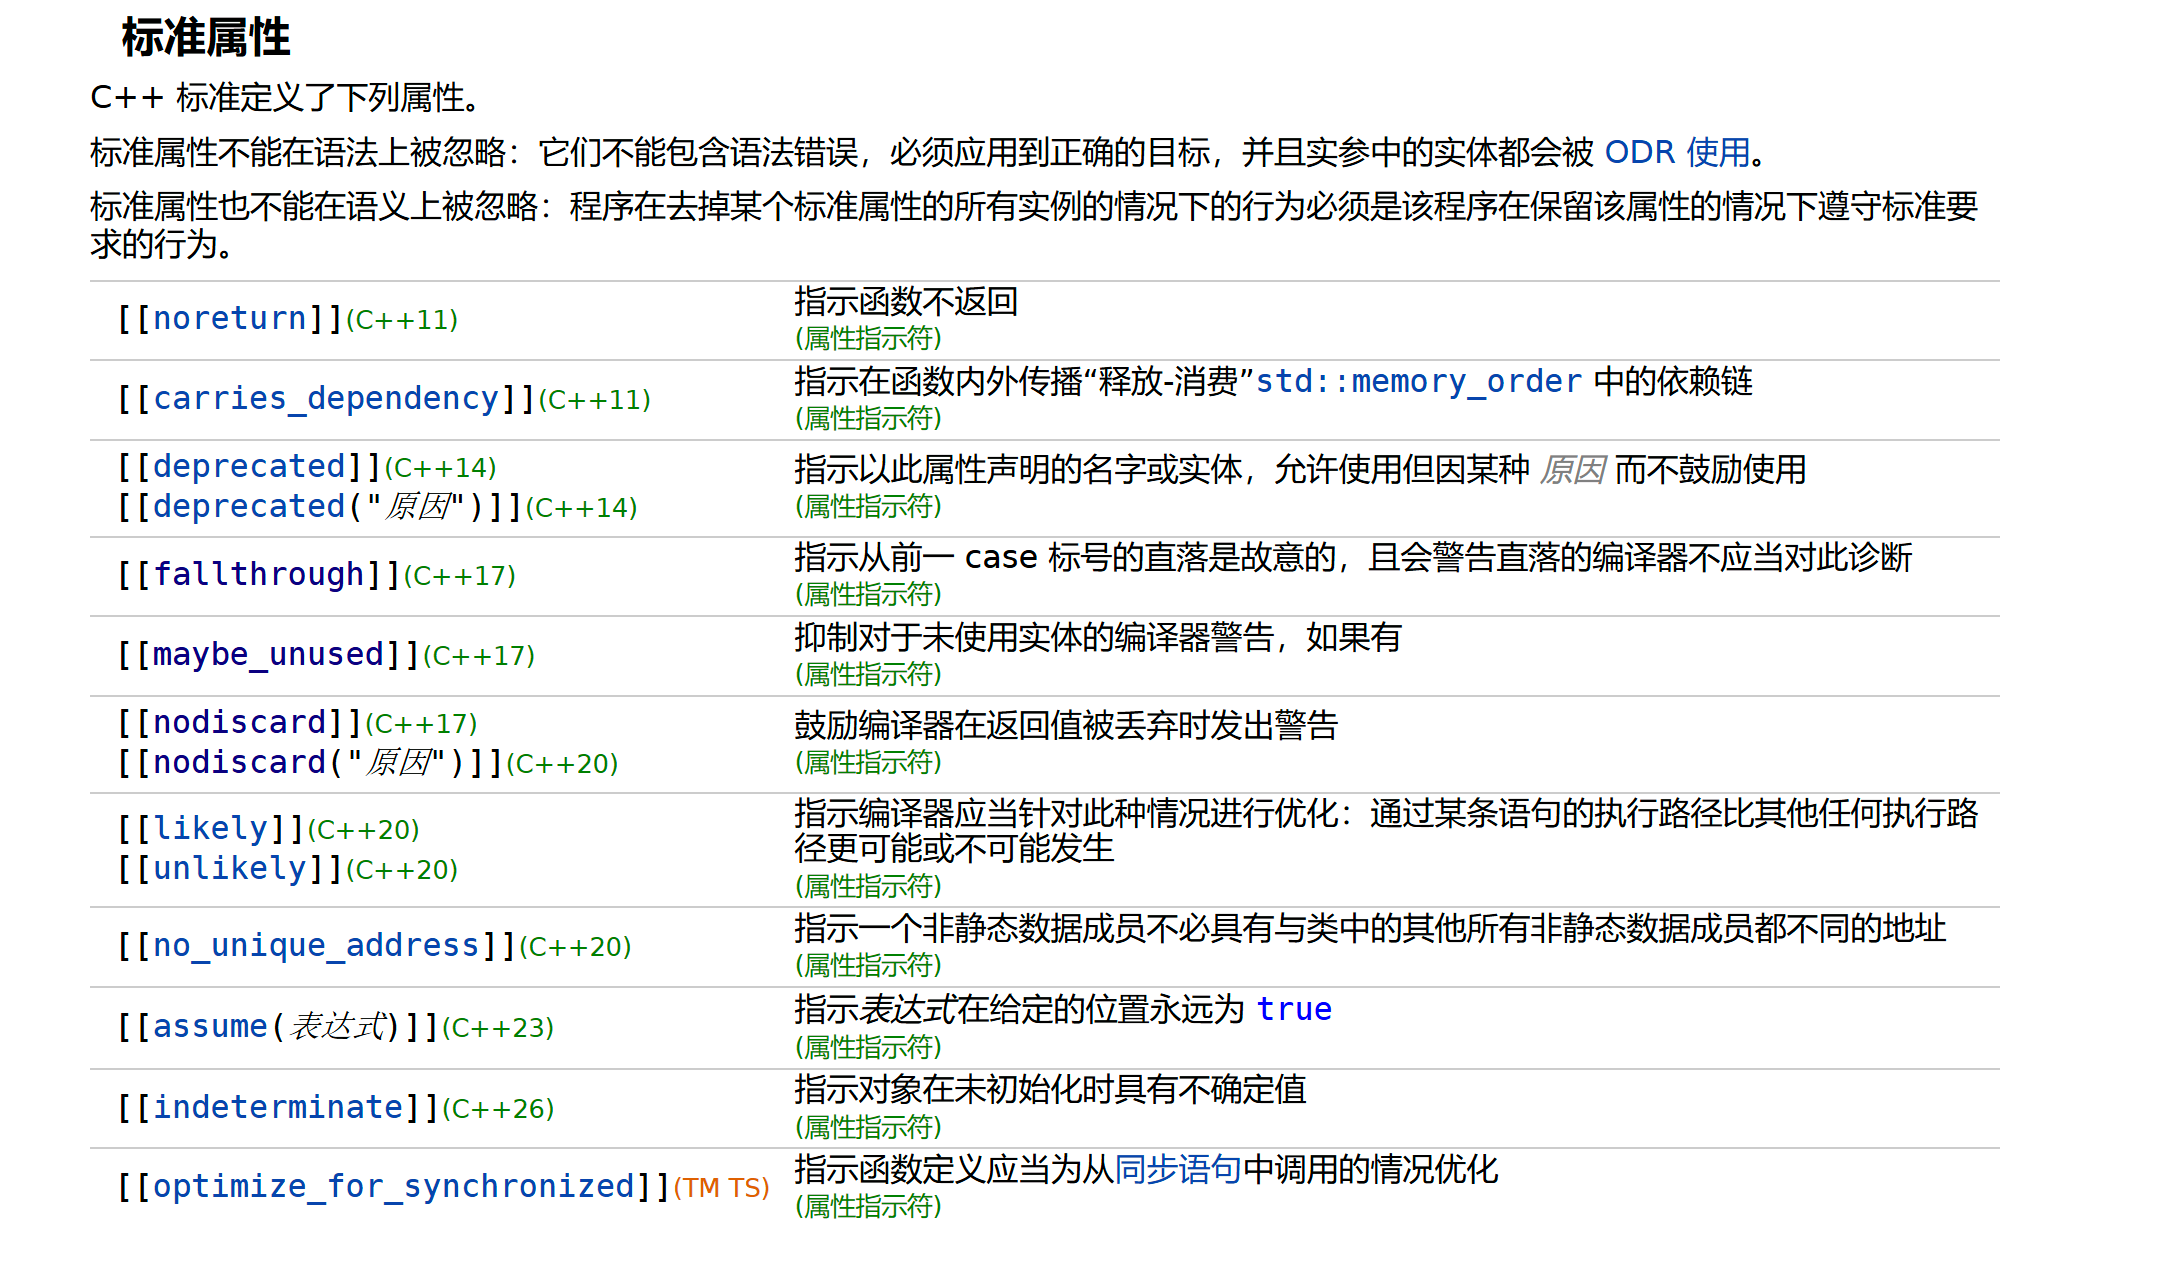 标准属性
C++ 标准定义了下列属性。
标准属性不能在语法上被忽略：它们不能包含语法错误，必须应用到正确的目标，并且实参中的实体都会被 ODR 使用。
标准属性也不能在语义上被忽略：程序在去掉某个标准属性的所有实例的情况下的行为必须是该程序在保留该属性的情况下遵守标准要
求的行为。
[[noreturn]](C++11)
指示函数不返回
(属性指示符)
[[carries_dependency]](C++11)
指示在函数内外传播“释放-消费”std::memory_order 中的依赖链
(属性指示符)
[[deprecated]](C++14)
[[deprecated("原因")]](C++14)
指示以此属性声明的名字或实体，允许使用但因某种 原因 而不鼓励使用
(属性指示符)
[[fallthrough]](C++17)
指示从前一 case 标号的直落是故意的，且会警告直落的编译器不应当对此诊断
(属性指示符)
[[maybe_unused]](C++17)
抑制对于未使用实体的编译器警告，如果有
(属性指示符)
[[nodiscard]](C++17)
[[nodiscard("原因")]](C++20)
鼓励编译器在返回值被丢弃时发出警告
(属性指示符)
[[likely]](C++20)
[[unlikely]](C++20)
指示编译器应当针对此种情况进行优化：通过某条语句的执行路径比其他任何执行路
径更可能或不可能发生
(属性指示符)
[[no_unique_address]](C++20)
指示一个非静态数据成员不必具有与类中的其他所有非静态数据成员都不同的地址
(属性指示符)
[[assume(表达式)]](C++23)
指示表达式在给定的位置永远为 true
(属性指示符)
[[indeterminate]](C++26)
指示对象在未初始化时具有不确定值
(属性指示符)
[[optimize_for_synchronized]](TM TS)
指示函数定义应当为从同步语句中调用的情况优化
(属性指示符)